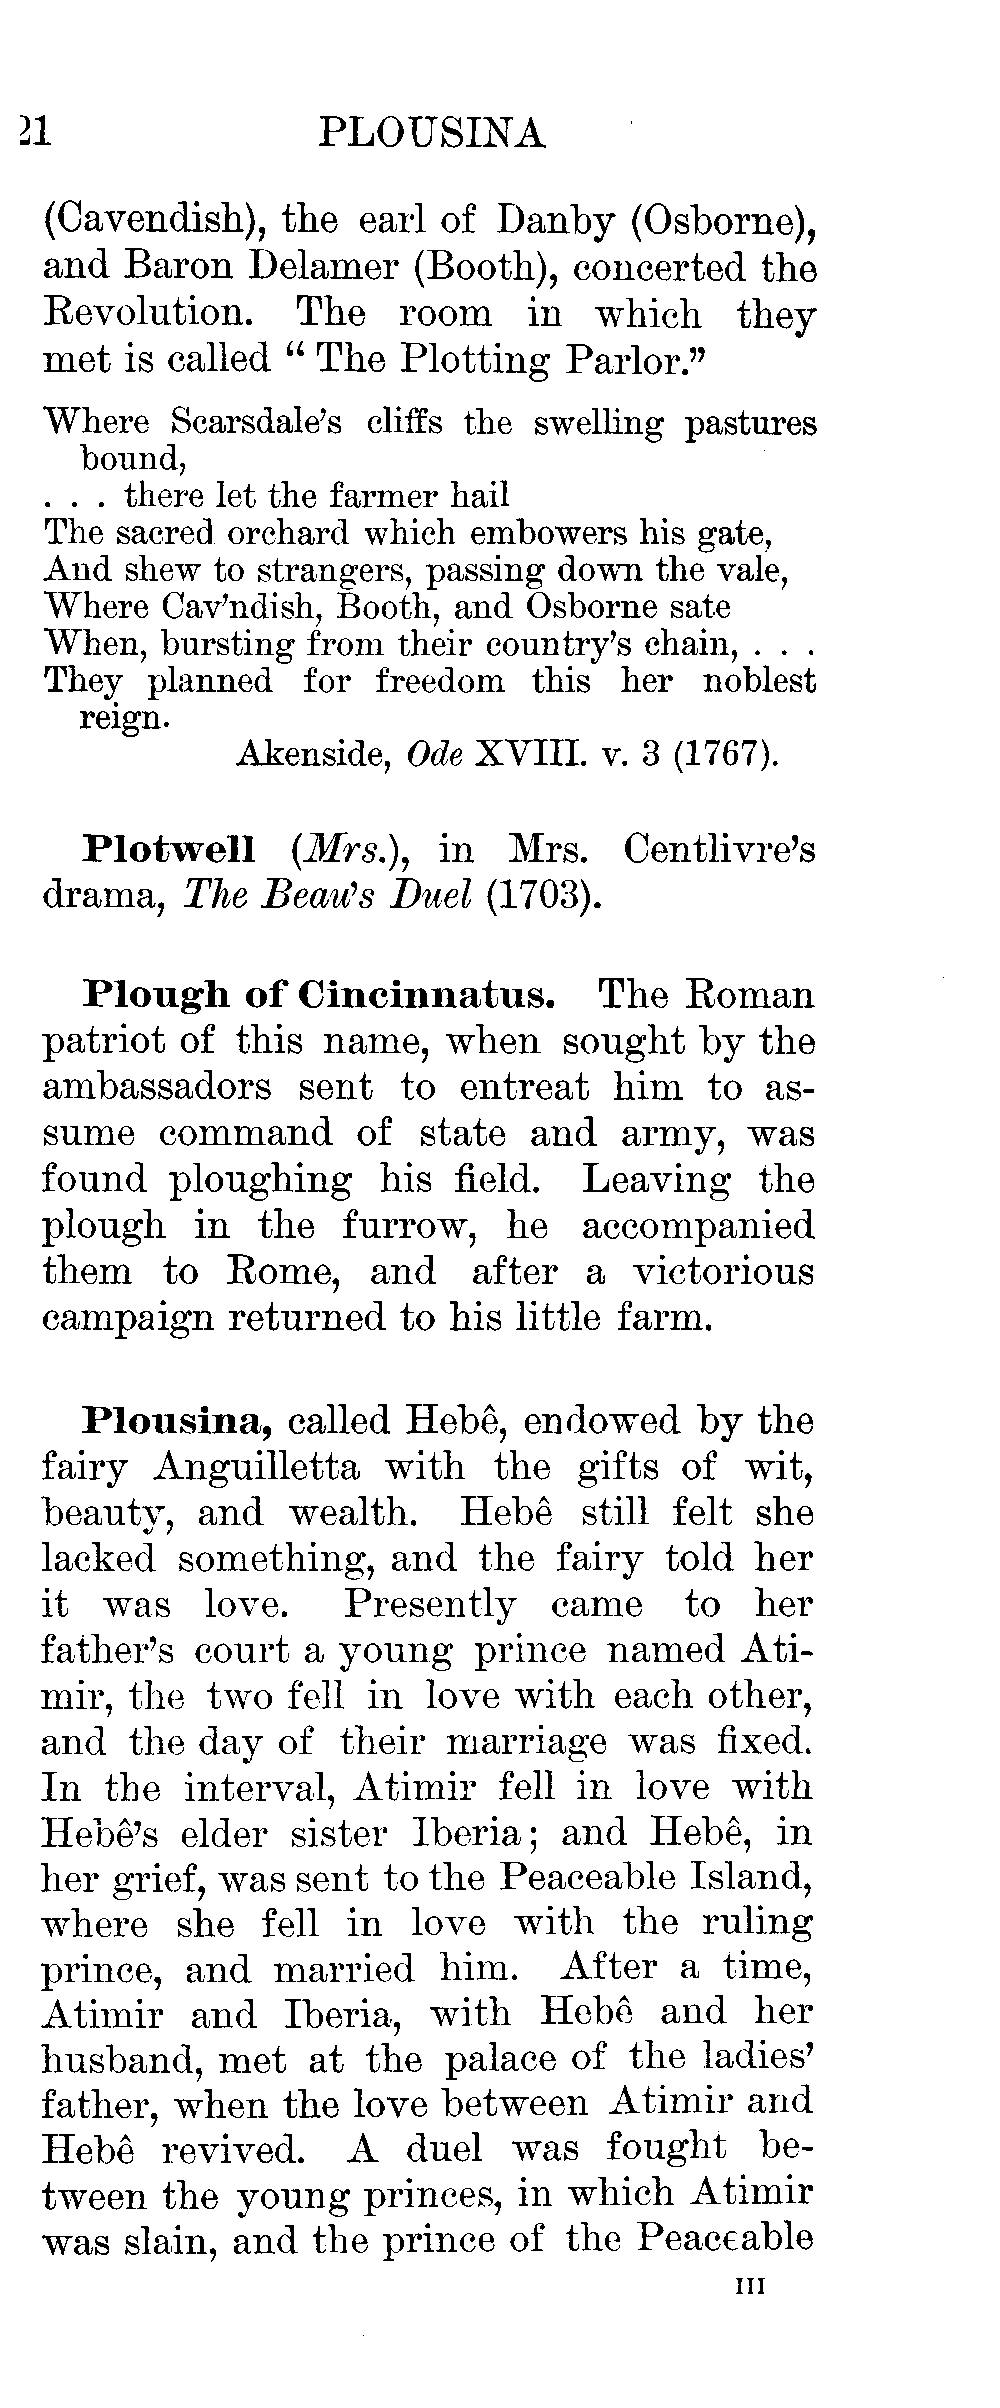 21 PLOUSINA
(Cavendish), the earl of Danby (Osborne),
and Baron Delamer (Booth), concerted the
Revolution. The room in which they
met is called “ The Plotting Parlor.”
Where Scarsdale’s cliffs the swelling pastures
bound,
. . . there let the farmer hail
The sacred orchard which embowers his gate,
And shew to strangers, passing down the vale,
Where Cav’ndish, Booth, and Osborne sate
When, bursting from their country’s chain, . . .
They planned for freedom this her noblest
reign.
Akenside, Ode XVIII. v. 3 (1767).
Plotwell (Mrs.), in Mrs. Centlivre’s
drama, The Beau’s Duel (1703).
Plough of Cincinnatus. The Roman
patriot of this name, when sought by the
ambassadors sent to entreat him to as-
sume command of state and army, was
found ploughing his field. Leaving the
plough in the furrow, he accompanied
them to Rome, and after a victorious
campaign returned to his little farm.
Plousina, called Hebê, endowed by the
fairy Anguilletta with the gifts of wit,
beauty, and wealth. Hebê still felt she
lacked something, and the fairy told her
it was love. Presently came to her
father’s court a young prince named Ati-
mir, the two fell in love with each other,
and the day of their marriage was fixed.
In the interval, Atimir fell in love with
Hebê’s elder sister Iberia; and Hebê, in
her grief, was sent to the Peaceable Island,
where she fell in love with the ruling
prince, and married him. After a time,
Atimir and Iberia, with Hebê and her
husband, met at the palace of the ladies’
father, when the love between Atimir and
Hebê revived. A duel was fought be-
tween the young princes, in which Atimir
was slain, and the prince of the Peaceable
III